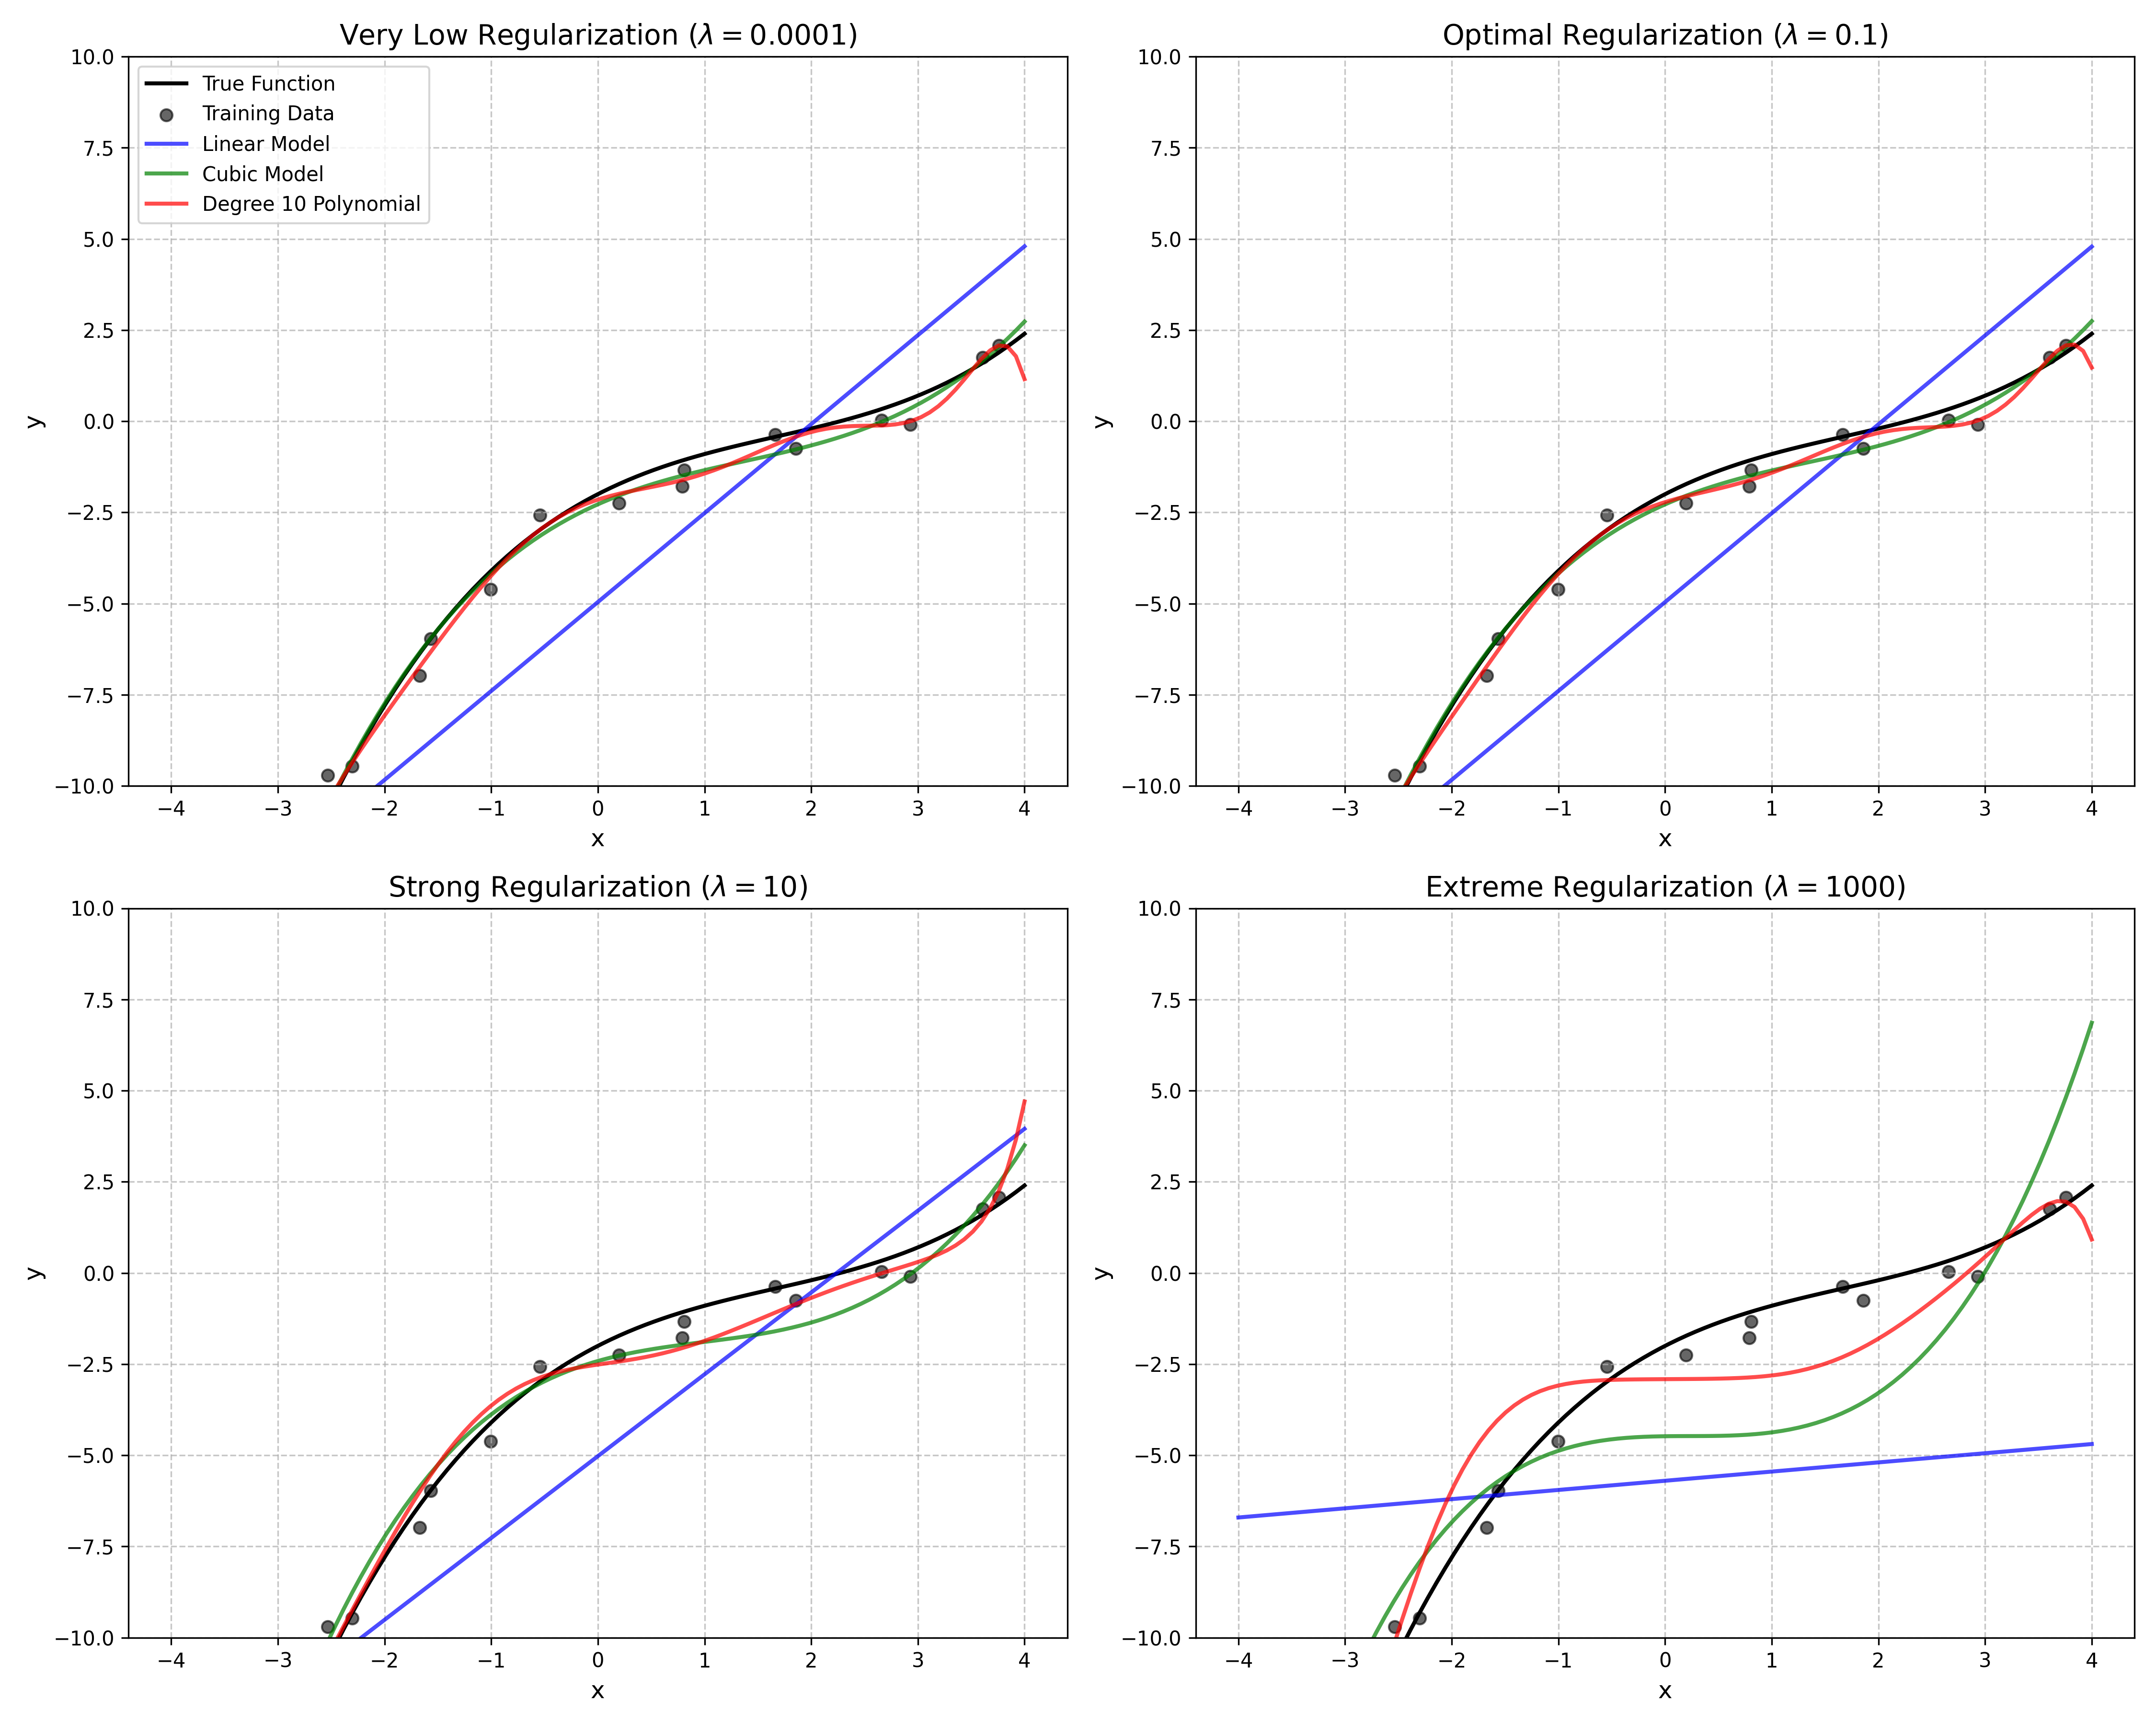 Very Low Regularization (λ = 0.0001)
10.0
7.5
5.0
2.5
0.0
−2.5
−5.0
−7.5
−10.0
y
True Function
Training Data
Linear Model
Cubic Model
Degree 10 Polynomial
−4 −3 −2 −1 0 1 2 3 4
x
Optimal Regularization (λ = 0.1)
10.0
7.5
5.0
2.5
0.0
−2.5
−5.0
−7.5
−10.0
y
−4 −3 −2 −1 0 1 2 3 4
x
Strong Regularization (λ = 10)
10.0
7.5
5.0
2.5
0.0
−2.5
−5.0
−7.5
−10.0
y
−4 −3 −2 −1 0 1 2 3 4
x
Extreme Regularization (λ = 1000)
10.0
7.5
5.0
2.5
0.0
−2.5
−5.0
−7.5
−10.0
y
−4 −3 −2 −1 0 1 2 3 4
x